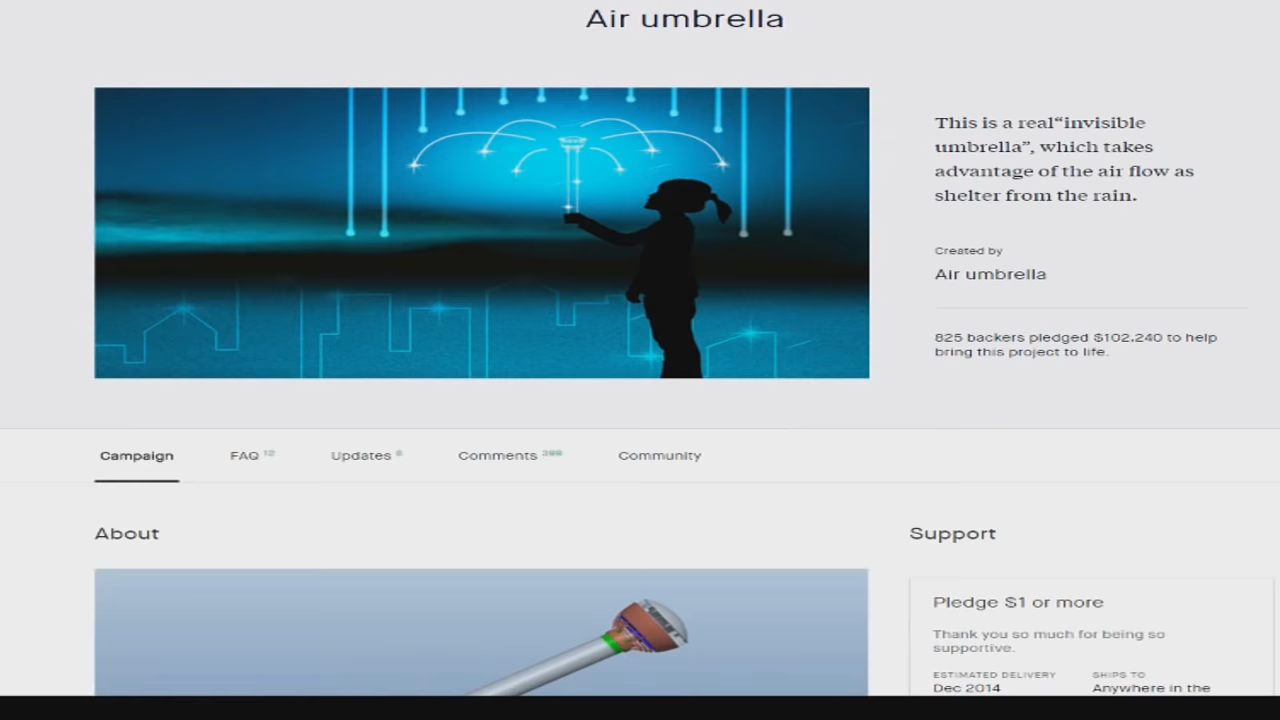 Air umbrella
This is a real“invisible
umbrella”, which takes
advantage of the air flow as
shelter from the rain.
Created by
Air umbrella
825 backers pledged $102,240 to help
bring this project to life.
Campaign
FAQ 12
Updates
Comments
Community
About
Support
Pledge $1 or more
Thank you so much for being so
supportive.
ESTIMATED DELIVERY
SHIPS TO
Dec 2014
Anywhere in the